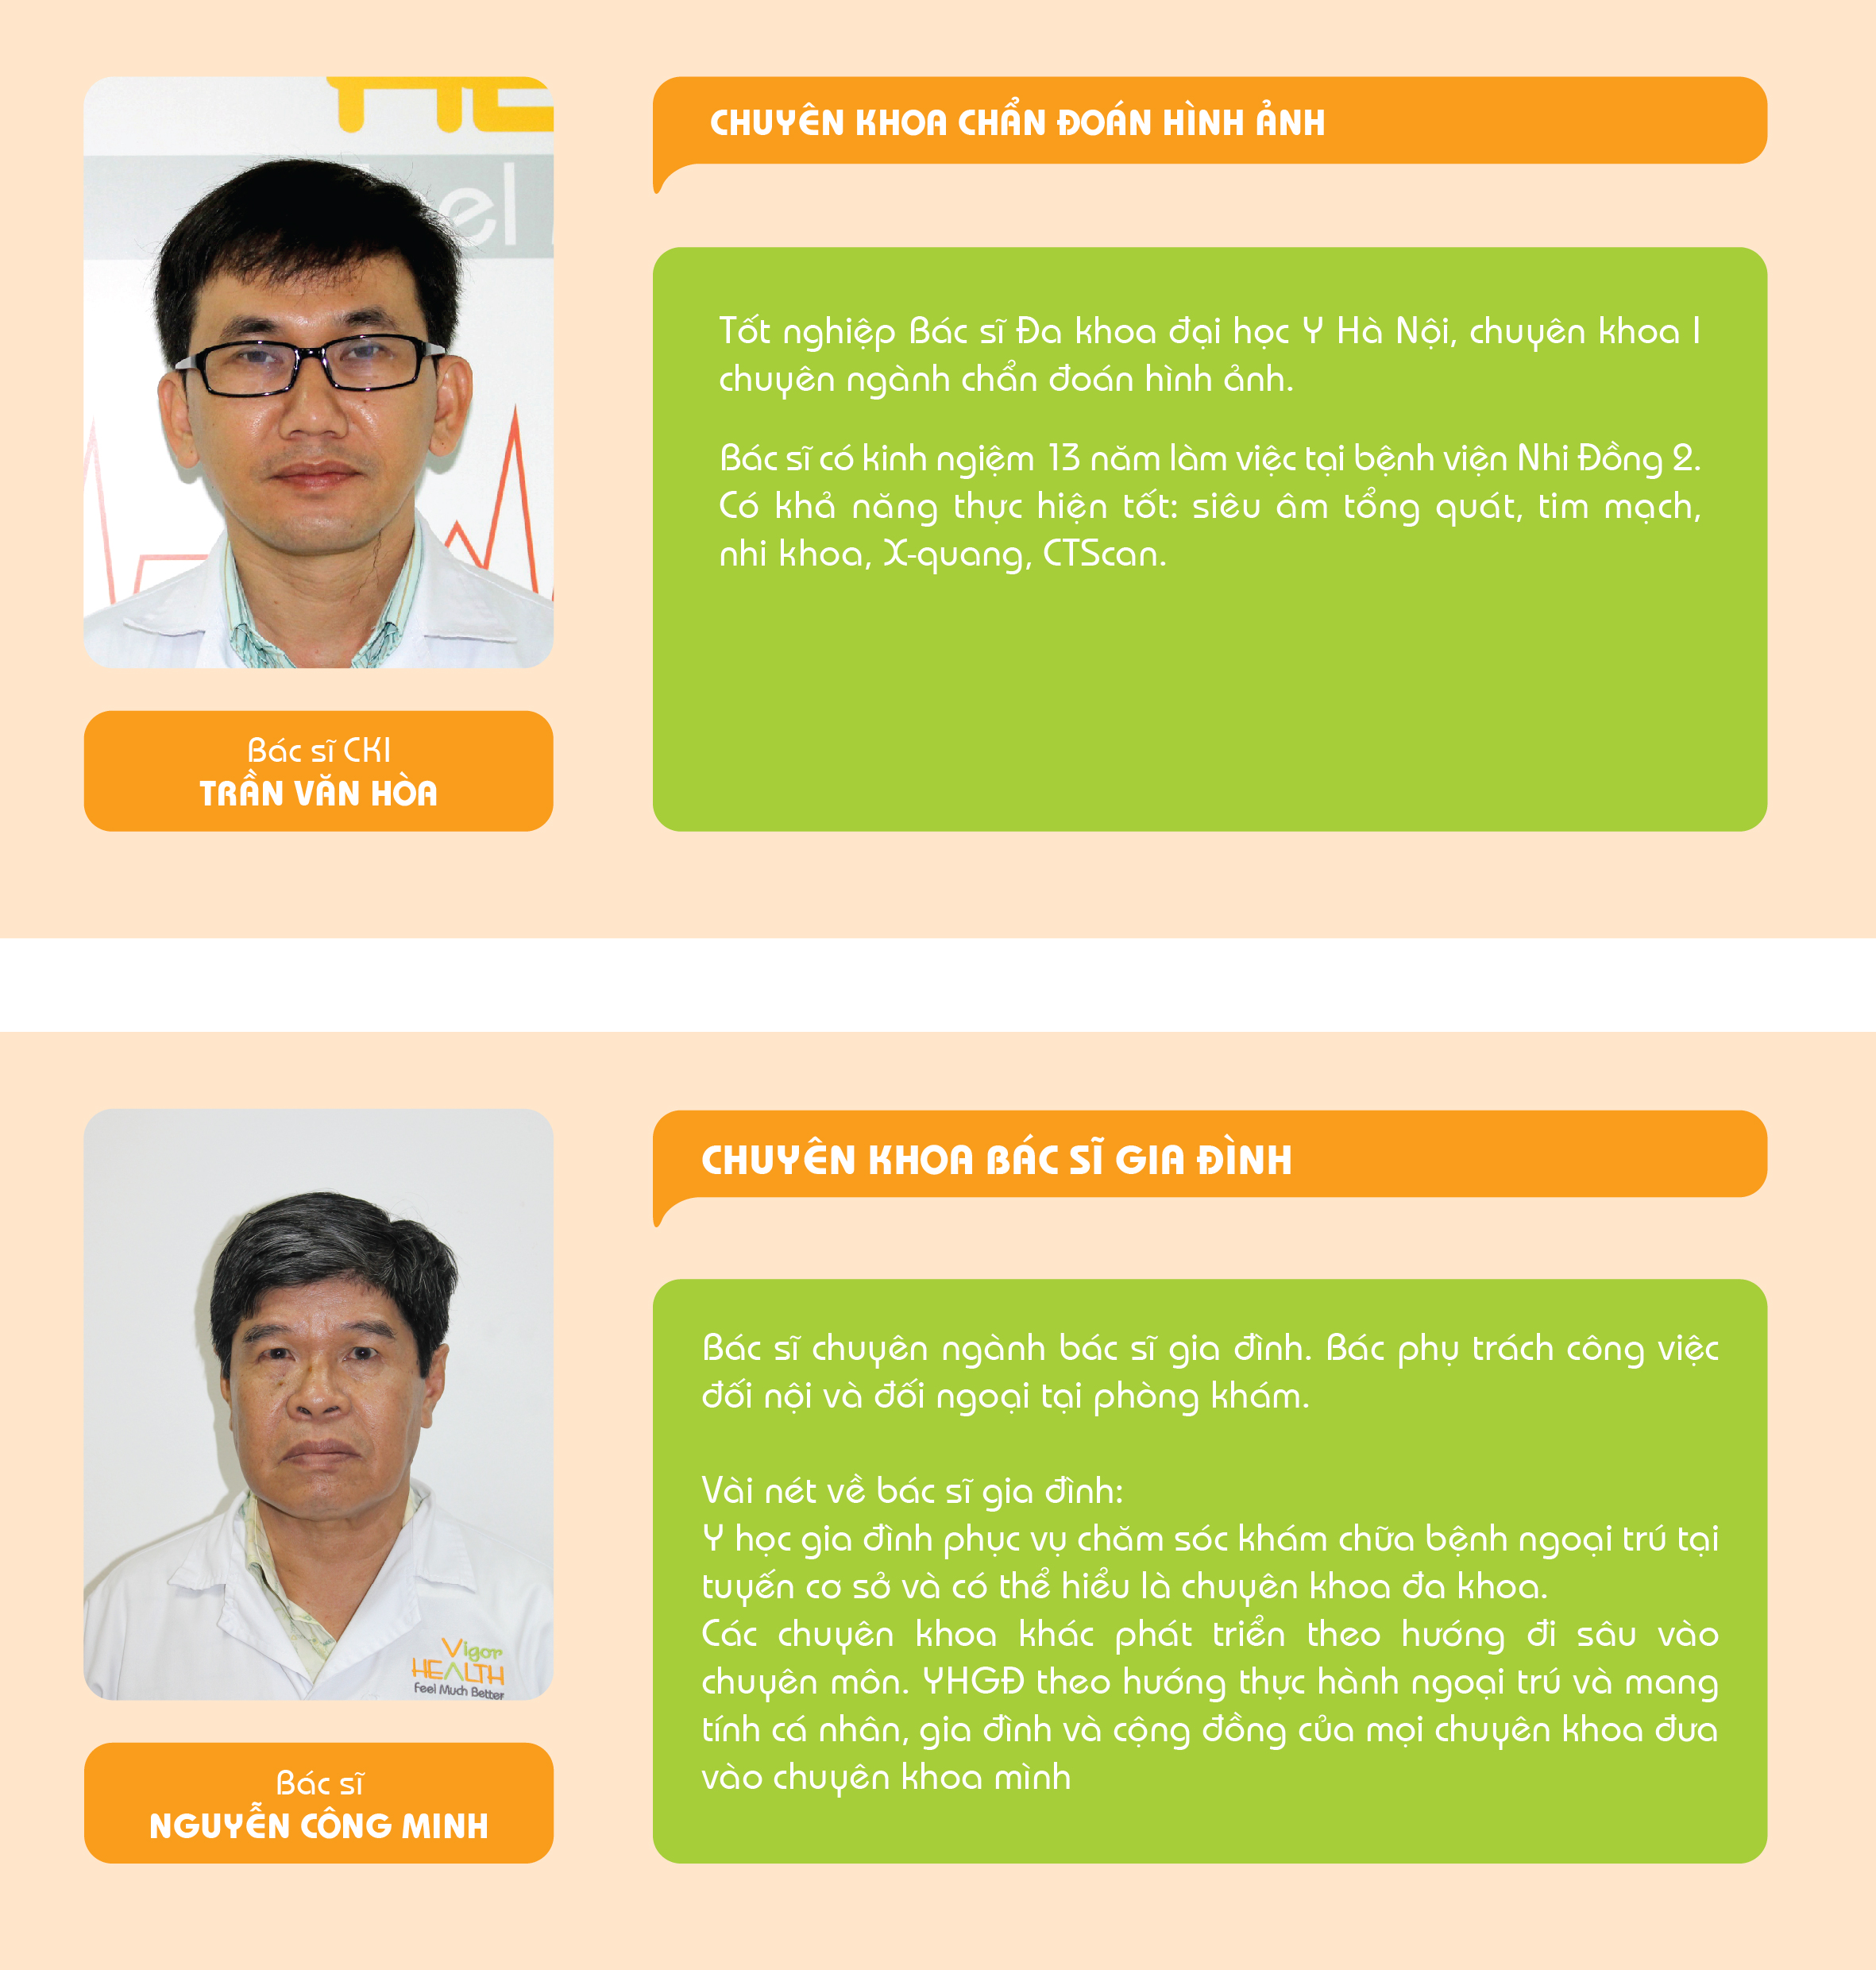 CHUYÊN KHOA CHẨN ĐOÁN HÌNH ẢNH
Tốt nghiệp Bác sĩ Đa khoa đại học Y Hà Nội, chuyên khoa I
chuyên ngành chẩn đoán hình ảnh.
Bác sĩ có kinh ngiệm 13 năm làm việc tại bệnh viện Nhi Đồng 2.
Có khả năng thực hiện tốt: siêu âm tổng quát, tim mạch,
nhi khoa, X-quang, CTScan.
Bác sĩ CKI
TRẦN VĂN HÒA
CHUYÊN KHOA BÁC SĨ GIA ĐÌNH
Bác sĩ chuyên ngành bác sĩ gia đình. Bác phụ trách công việc
đối nội và đối ngoại tại phòng khám.
Vài nét về bác sĩ gia đình:
Y học gia đình phục vụ chăm sóc khám chữa bệnh ngoại trú tại
tuyến cơ sở và có thể hiểu là chuyên khoa đa khoa.
Các chuyên khoa khác phát triển theo hướng đi sâu vào
chuyên môn. YHGĐ theo hướng thực hành ngoại trú và mang
tính cá nhân, gia đình và cộng đồng của mọi chuyên khoa đưa
vào chuyên khoa mình
Vigor
HEALTH
Feel Much Better
Bác sĩ
NGUYỄN CÔNG MINH